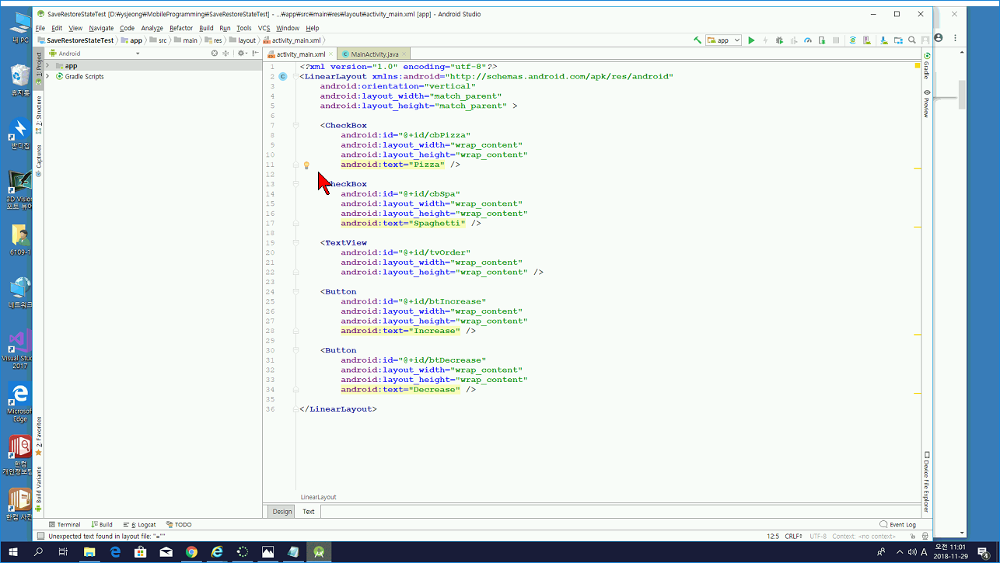 SaveRestoreStateTest [D:₩ysjeong₩MobileProgramming₩SaveRestoreStateTest] - ...₩app₩src₩main₩res₩layout₩activity_main.xml [app] - Android Studio
File Edit View Navigate Code Analyze Refactor Build Run Tools VCS Window Help
SaveRestoreStateTest app src main res layout activity_main.xml
app
Android
activity_main.xml
MainActivity.java
app
Gradle Scripts
1 <?xml version="1.0" encoding="utf-8"?>
2 <LinearLayout xmlns:android="http://schemas.android.com/apk/res/android"
3 android:orientation="vertical"
4 android:layout_width="match_parent"
5 android:layout_height="match_parent" >
6
7 <CheckBox
8 android:id="@+id/cbPizza"
9 android:layout_width="wrap_content"
10 android:layout_height="wrap_content"
11 android:text="Pizza" />
12
13 heckBox
14 android:id="@+id/cbSpa"
15 android:layout_width="wrap_content"
16 android:layout_height="wrap_content"
17 android:text="Spaghetti" />
18
19 <TextView
20 android:id="@+id/tvOrder"
21 android:layout_width="wrap_content"
22 android:layout_height="wrap_content" />
23
24 <Button
25 android:id="@+id/btIncrease"
26 android:layout_width="wrap_content"
27 android:layout_height="wrap_content"
28 android:text="Increase" />
29
30 <Button
31 android:id="@+id/btDecrease"
32 android:layout_width="wrap_content"
33 android:layout_height="wrap_content"
34 android:text="Decrease" />
35
36 </LinearLayout>
LinearLayout
Design Text
Terminal Build 6: Logcat TODO
Event Log
Unexpected text found in layout file: "=""
12:5 CRLF÷ UTF-8 Context: <no context>
1: Project
7: Structure
Captures
2: Favorites
Build Variants
Gradle
Preview
Device File Explorer
내 PC
휴지통
반디집
3D Vision
포토 뷰어
6109-1
네트워크
Visual Stud
2017
Microsoft
Edge
한컴
개인정보탐
한컴 사전
A
오전 11:01
2018-11-29
4